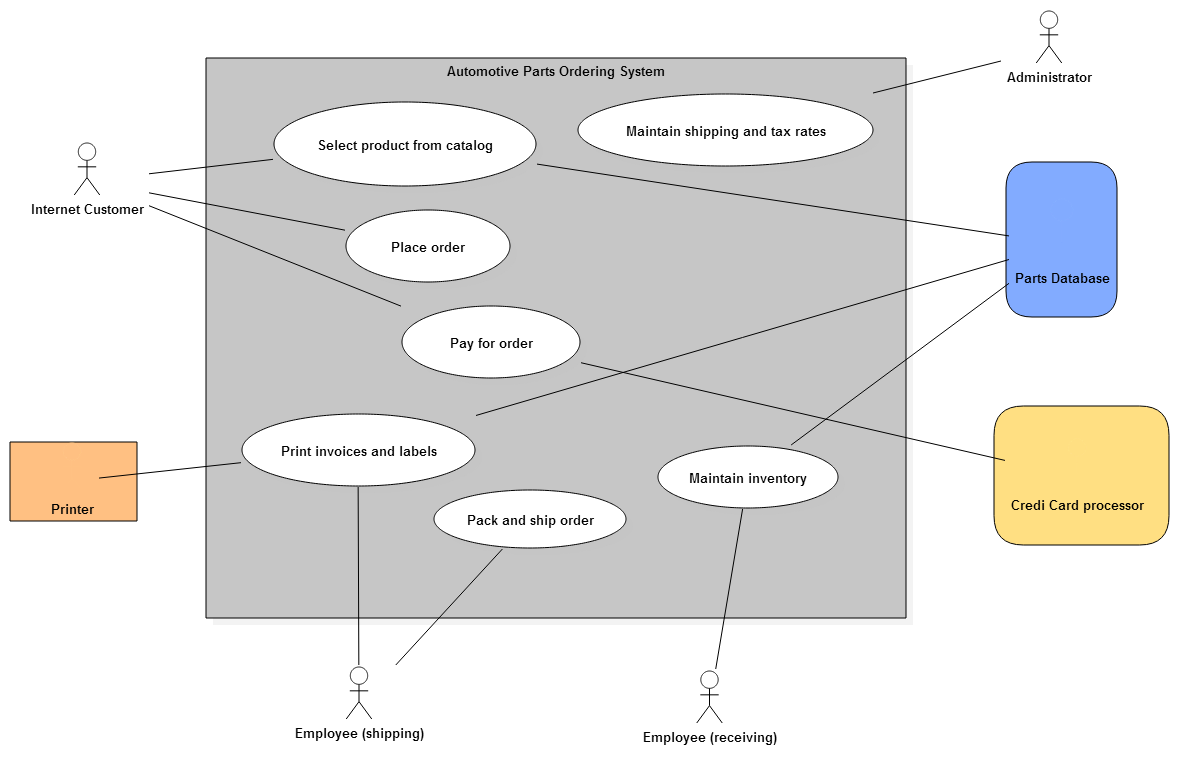 Automotive Parts Ordering System
Administrator
Select product from catalog
Maintain shipping and tax rates
Internet Customer
Place order
Parts Database
Pay for order
Print invoices and labels
Maintain inventory
Credi Card processor
Printer
Pack and ship order
Employee (shipping)
Employee (receiving)